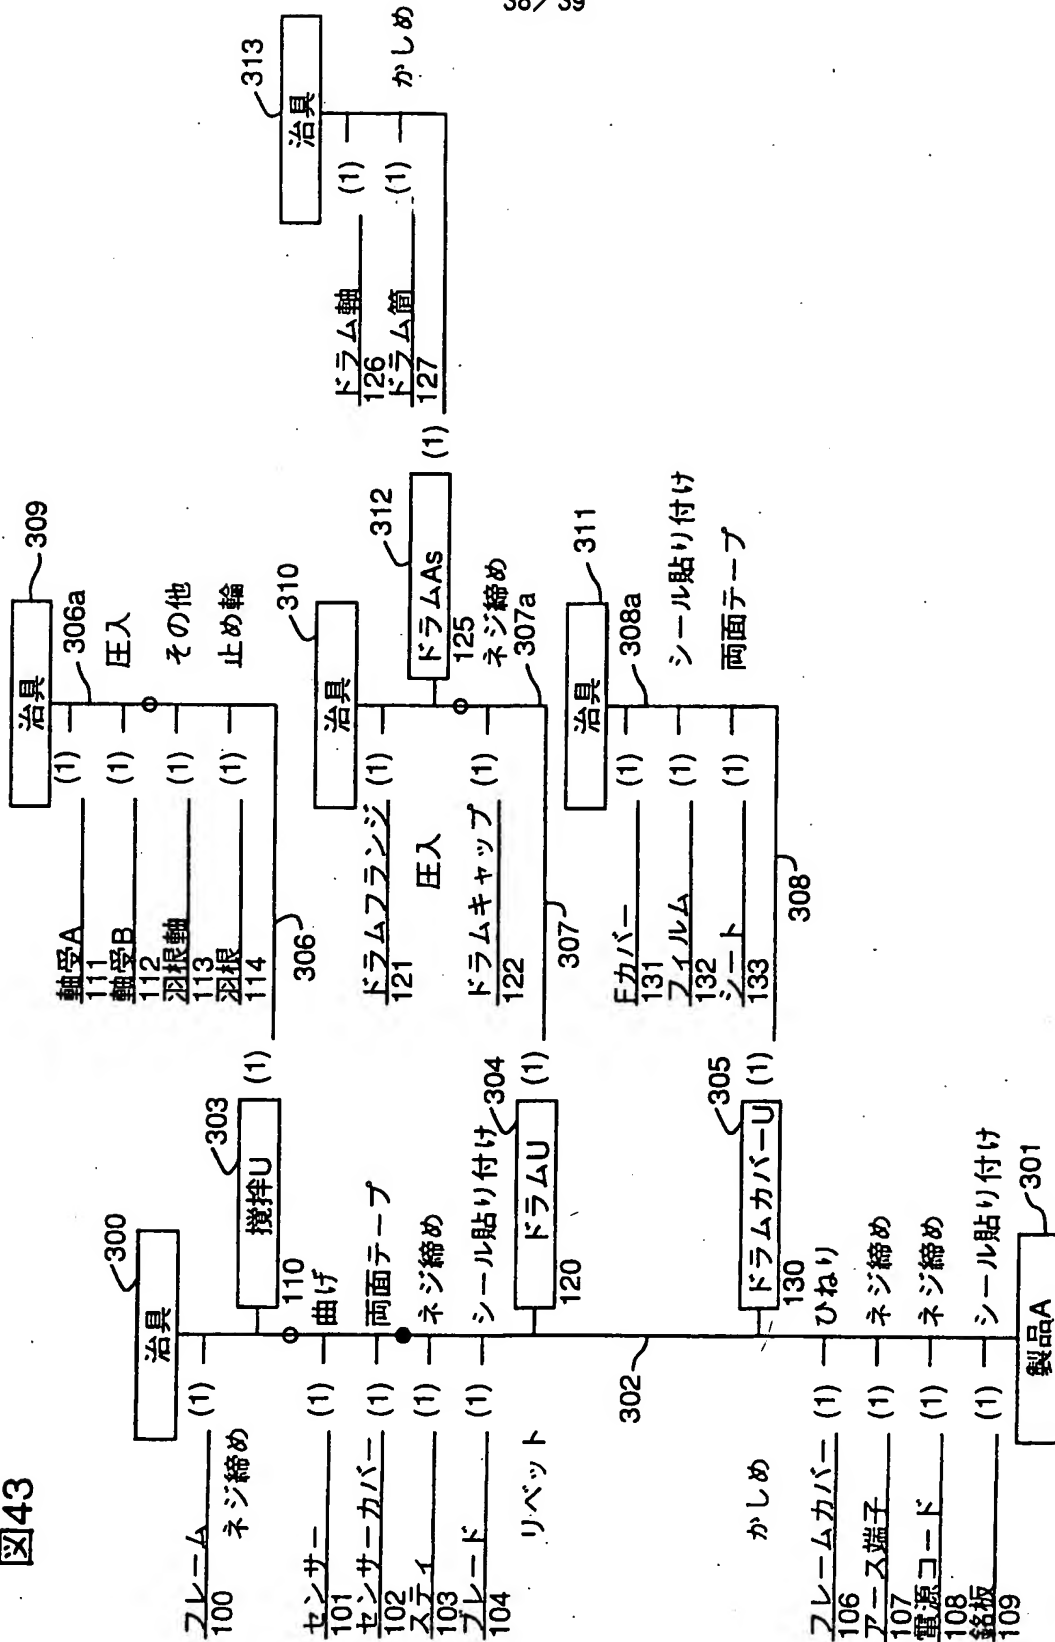 38/39
図43
治具
300
フレーム
100
(1)
ネジ締め
撹拌U
303
110
(1)
曲げ
センサー
101
(1)
両面テープ
センサーカバー
102
(1)
ネジ締め
ステイ
103
(1)
シール貼り付け
ブレード
104
(1)
リベット
ドラムU
304
120
(1)
302
かしめ
ドラムカバーU
305
130
(1)
フレームカバー
106
(1)
ひねり
アース端子
107
(1)
ネジ締め
電源コード
108
(1)
ネジ締め
銘板
109
(1)
シール貼り付け
製品A
301
治具
309
306a
軸受A
111
(1)
圧入
軸受B
112
(1)
その他
羽根軸
113
(1)
止め輪
羽根
114
(1)
306
治具
310
ドラムフランジ
121
(1)
圧入
ドラムAs
312
125
(1)
ネジ締め
ドラムキャップ
122
(1)
307a
307
治具
311
308a
Fカバー
131
(1)
シール貼り付け
フィルム
132
(1)
両面テープ
シート
133
(1)
308
治具
313
ドラム軸
126
(1)
かしめ
ドラム筒
127
(1)